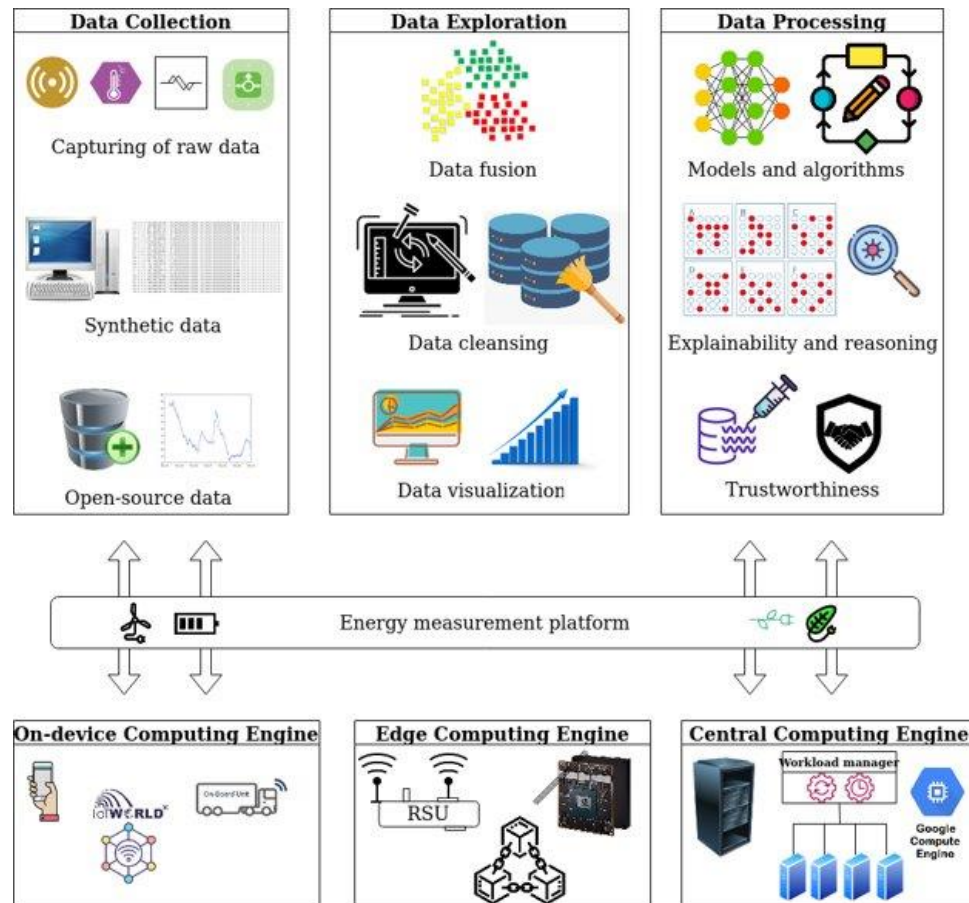 Data Collection
Capturing of raw data
Synthetic data
Open-source data
Data Exploration
Data fusion
Data cleansing
Data visualization
Data Processing
Models and algorithms
A B C
D E F
Explainability and reasoning
Trustworthiness
Energy measurement platform
On-device Computing Engine
IoTWORLD
On-Board-Unit
Edge Computing Engine
RSU
Central Computing Engine
Workload manager
Google
Compute
Engine